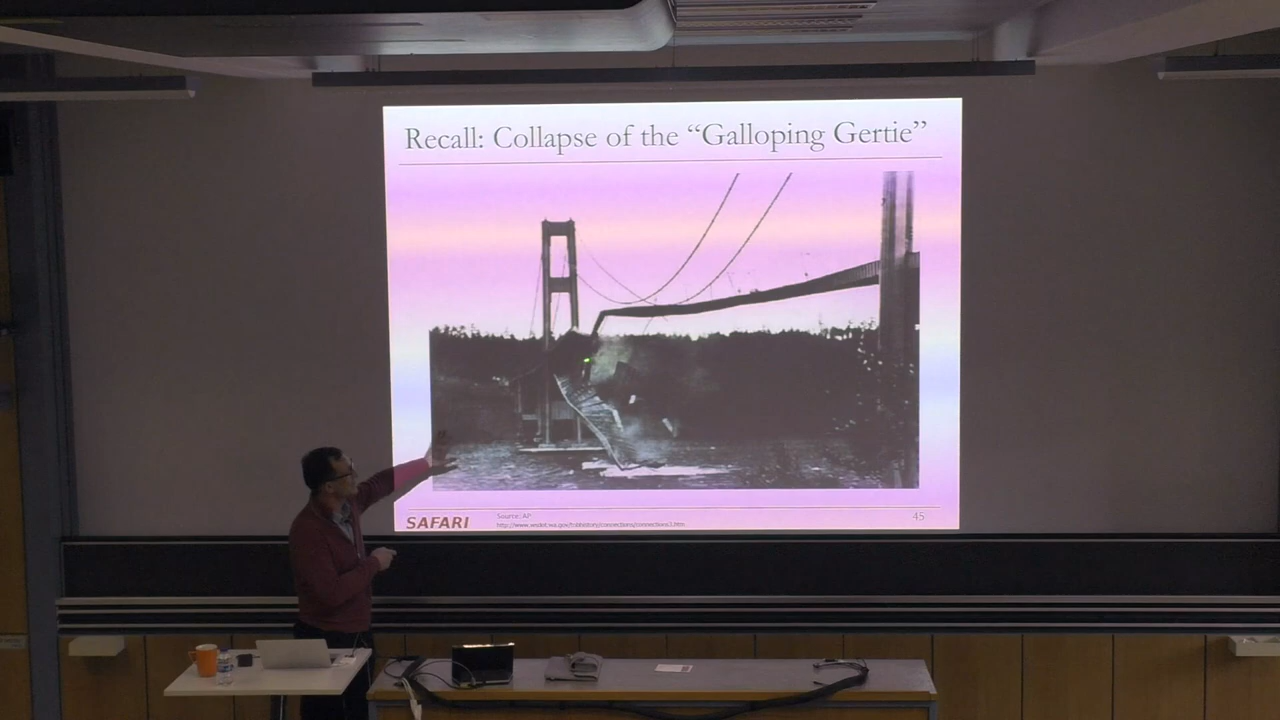 Recall: Collapse of the “Galloping Gertie”
SAFARI
Source: AP
45